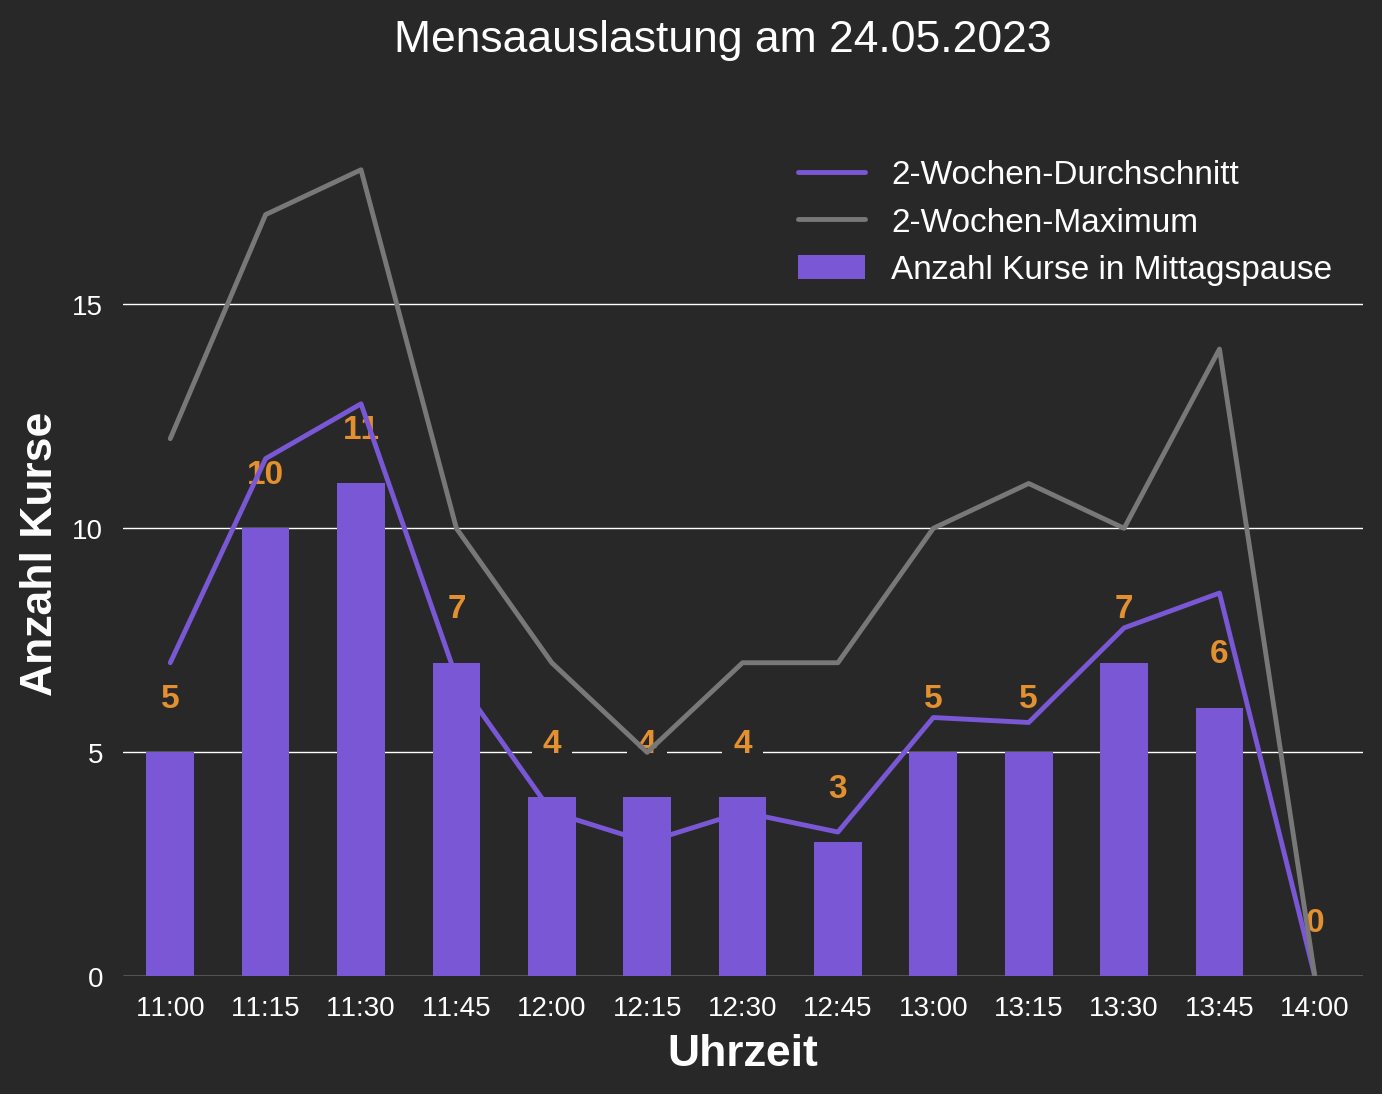 Mensaauslastung am 24.05.2023
2-Wochen-Durchschnitt
2-Wochen-Maximum
Anzahl Kurse in Mittagspause
Anzahl Kurse
15
10
5
0
5
10
11
7
4
4
4
3
5
5
7
6
0
11:00 11:15 11:30 11:45 12:00 12:15 12:30 12:45 13:00 13:15 13:30 13:45 14:00
Uhrzeit